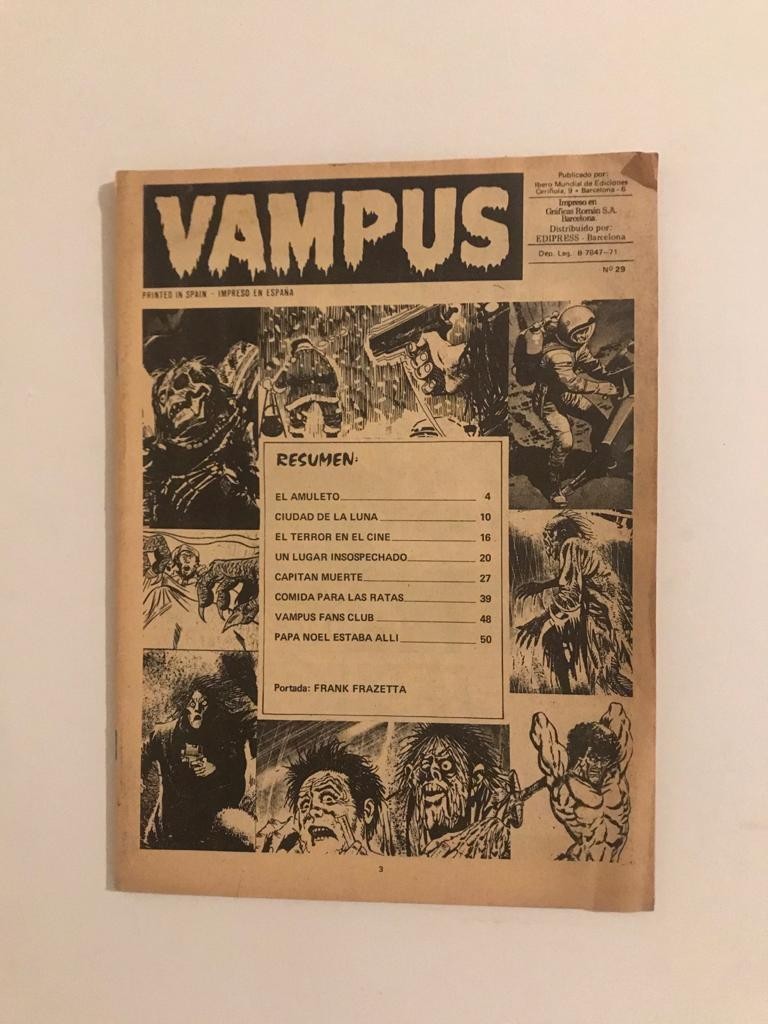 VAMPUS
Publicado por:
Ibero Mundial de Ediciones
Ceriñola, 9 • Barcelona - 6
Impreso en
Gráficas Román S.A.
Barcelona.
Distribuido por:
EDIPRESS - Barcelona
Dep. Leg.: B 7847-71
Nº 29
PRINTED IN SPAIN - IMPRESO EN ESPAÑA
RESUMEN:
EL AMULETO 4
CIUDAD DE LA LUNA 10
EL TERROR EN EL CINE 16
UN LUGAR INSOSPECHADO 20
CAPITAN MUERTE 27
COMIDA PARA LAS RATAS 39
VAMPUS FANS CLUB 48
PAPA NOEL ESTABA ALLI 50
Portada: FRANK FRAZETTA
3